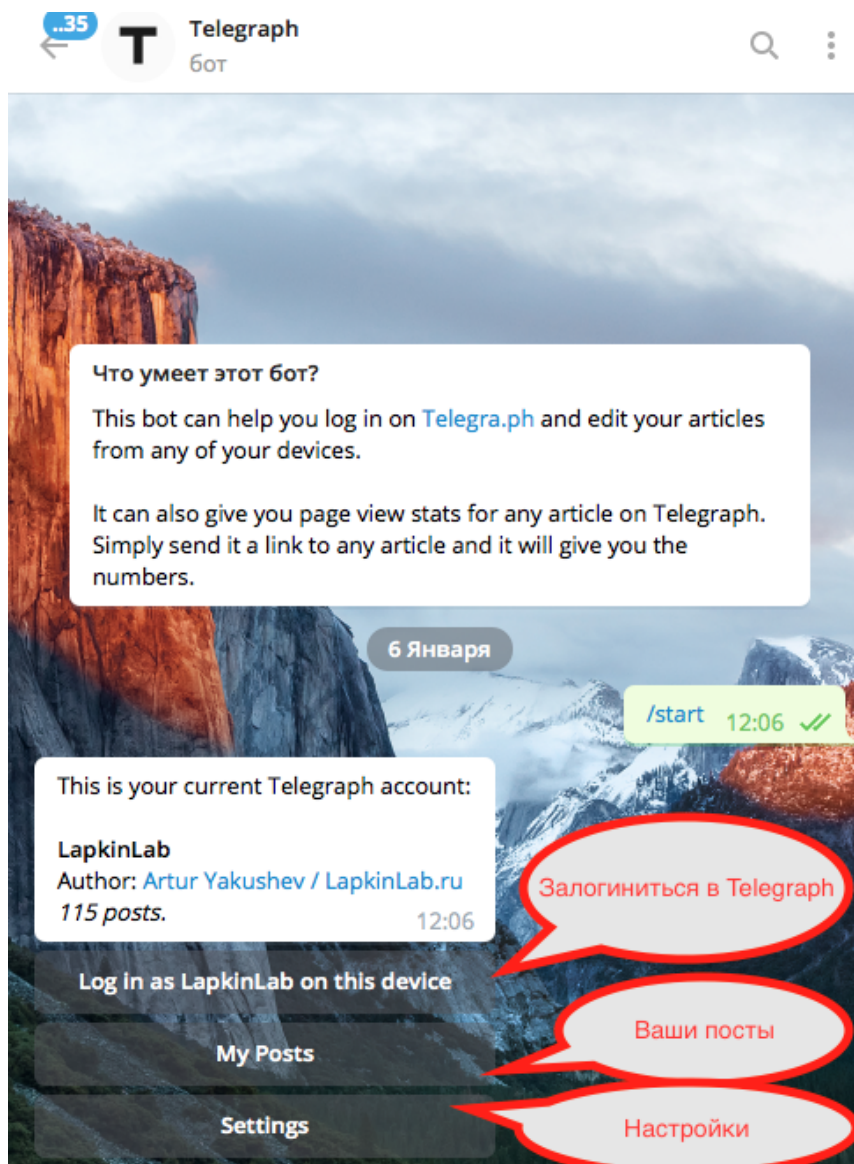 ..35
T
Telegraph
бот
Что умеет этот бот?
This bot can help you log in on Telegra.ph and edit your articles
from any of your devices.
It can also give you page view stats for any article on Telegraph.
Simply send it a link to any article and it will give you the
numbers.
6 Января
/start 12:06
This is your current Telegraph account:
LapkinLab
Author: Artur Yakushev / LapkinLab.ru
115 posts.
12:06
Залогиниться в Telegraph
Log in as LapkinLab on this device
Ваши посты
My Posts
Settings
Настройки